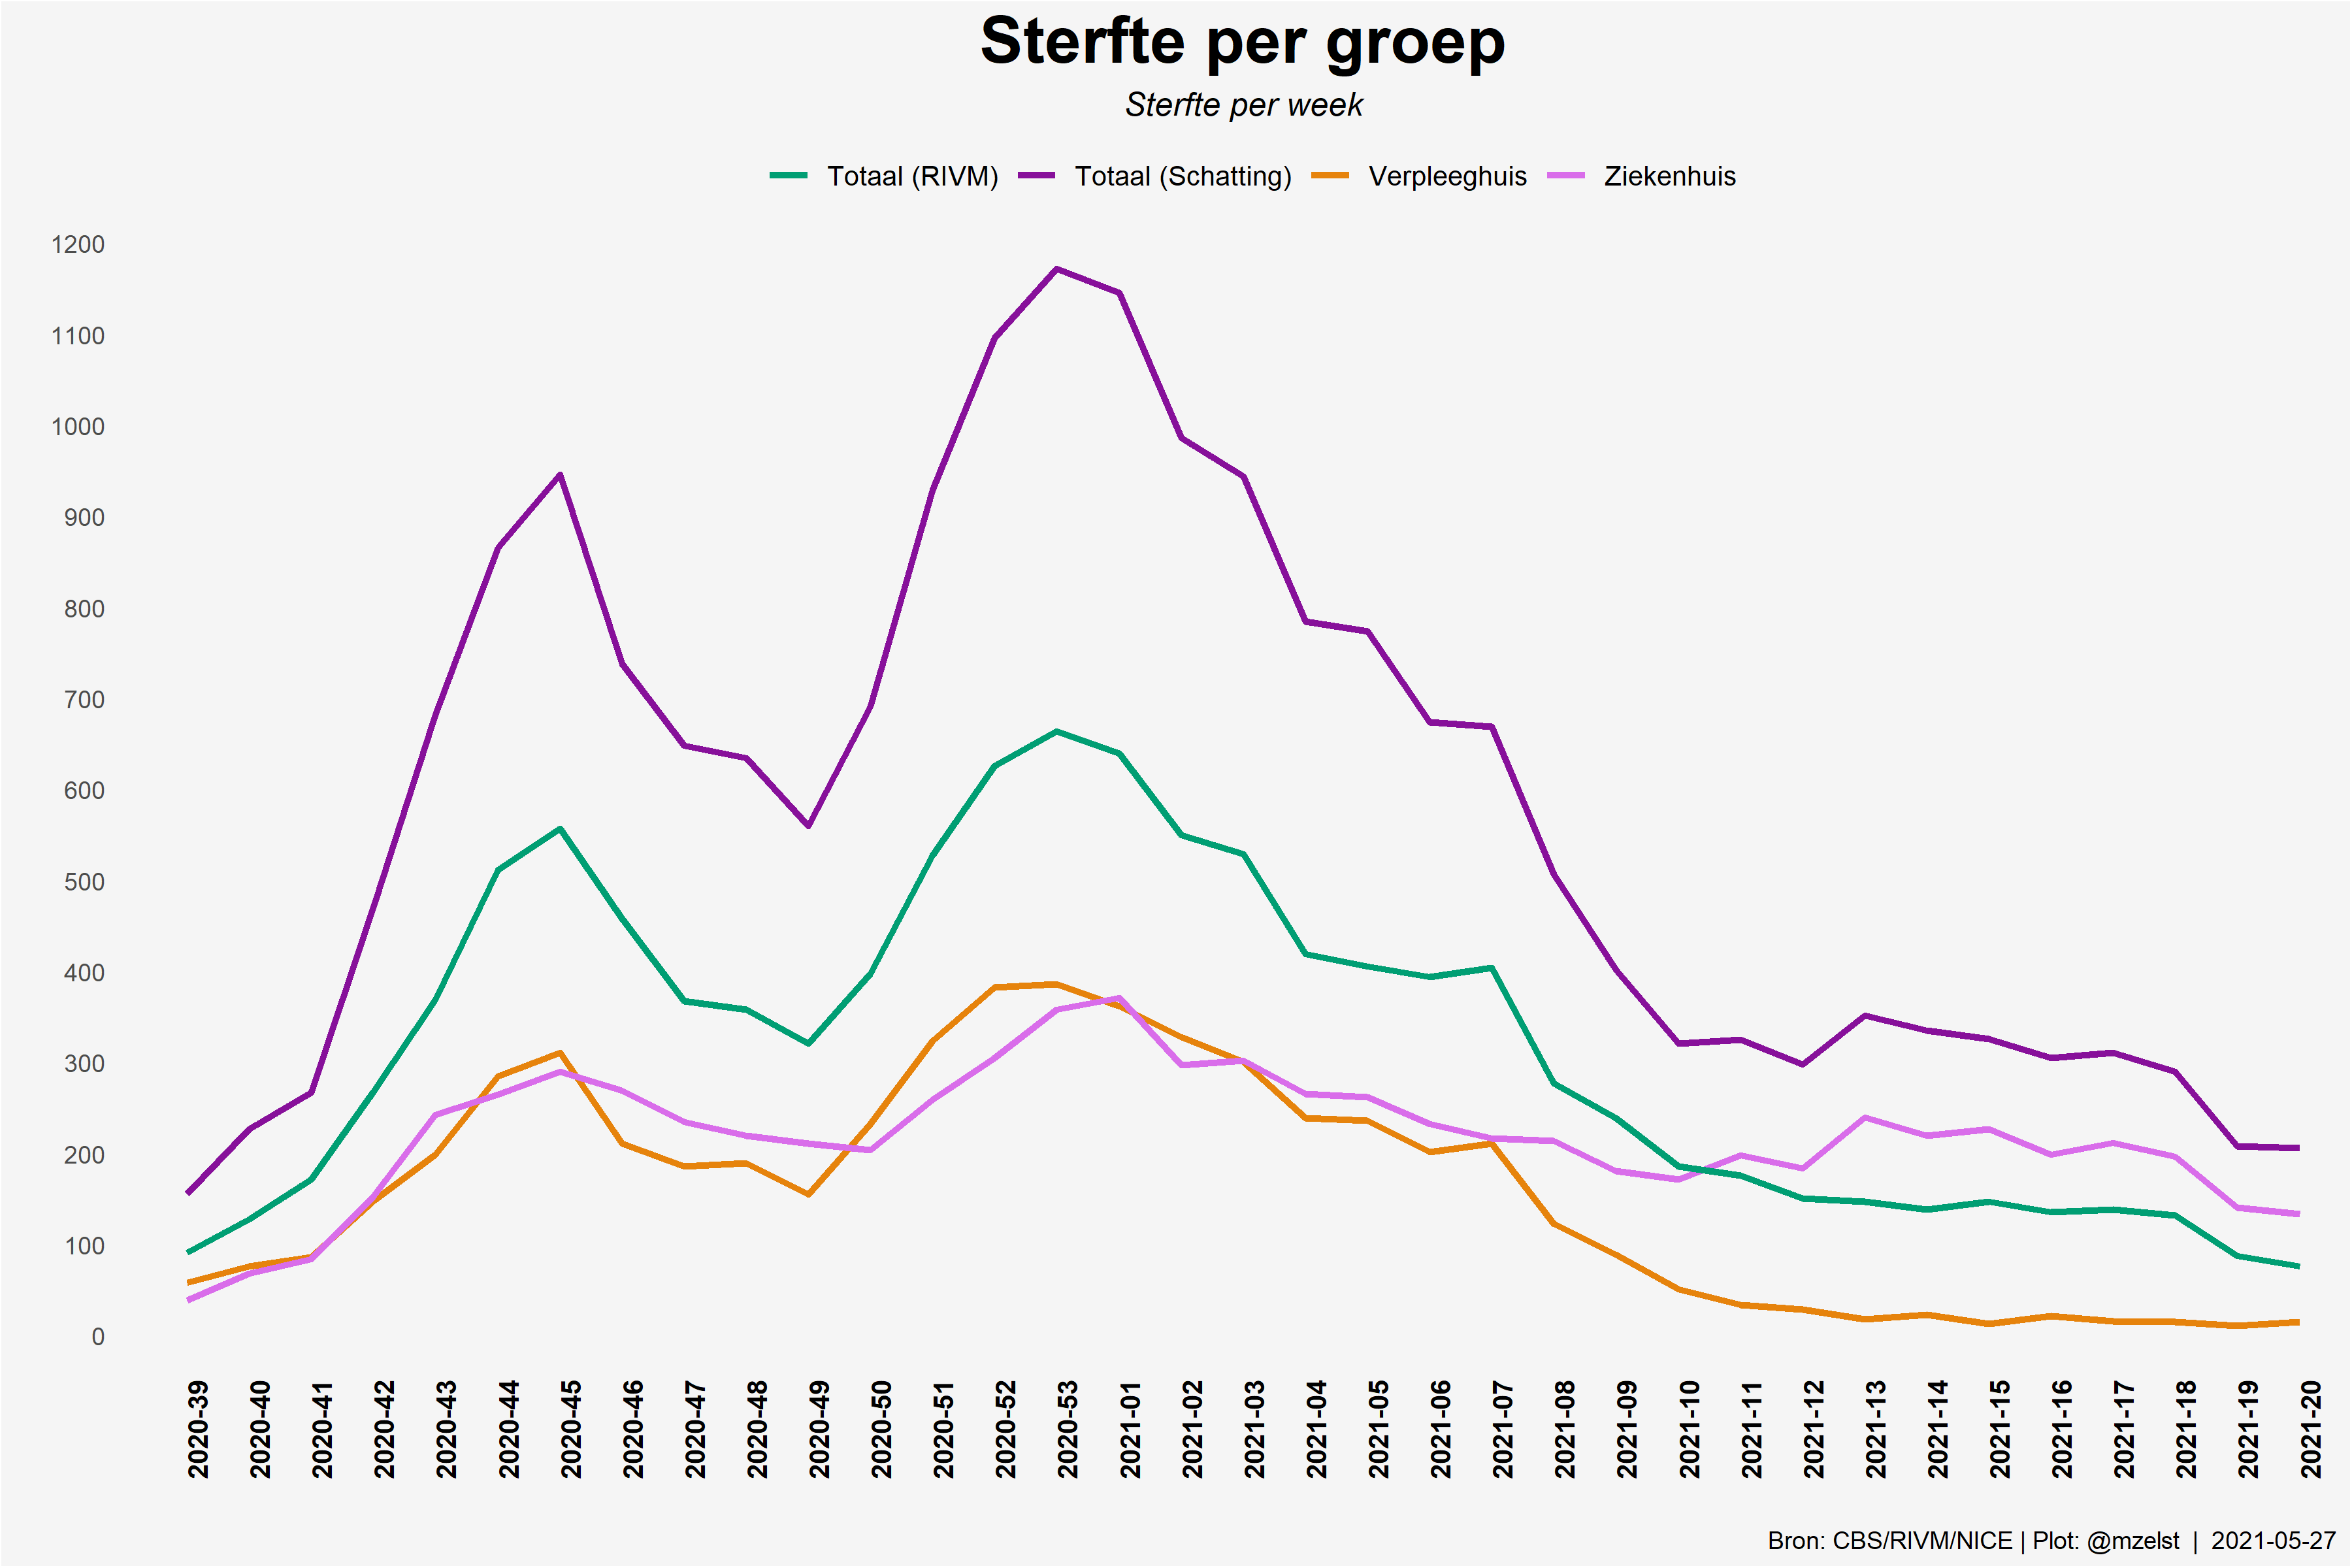 Sterfte per groep
Sterfte per week
Totaal (RIVM) Totaal (Schatting) Verpleeghuis Ziekenhuis
1200
1100
1000
900
800
700
600
500
400
300
200
100
0
2020-39 2020-40 2020-41 2020-42 2020-43 2020-44 2020-45 2020-46 2020-47 2020-48 2020-49 2020-50 2020-51 2020-52 2020-53 2021-01 2021-02 2021-03 2021-04 2021-05 2021-06 2021-07 2021-08 2021-09 2021-10 2021-11 2021-12 2021-13 2021-14 2021-15 2021-16 2021-17 2021-18 2021-19 2021-20
Bron: CBS/RIVM/NICE | Plot: @mzelst | 2021-05-27